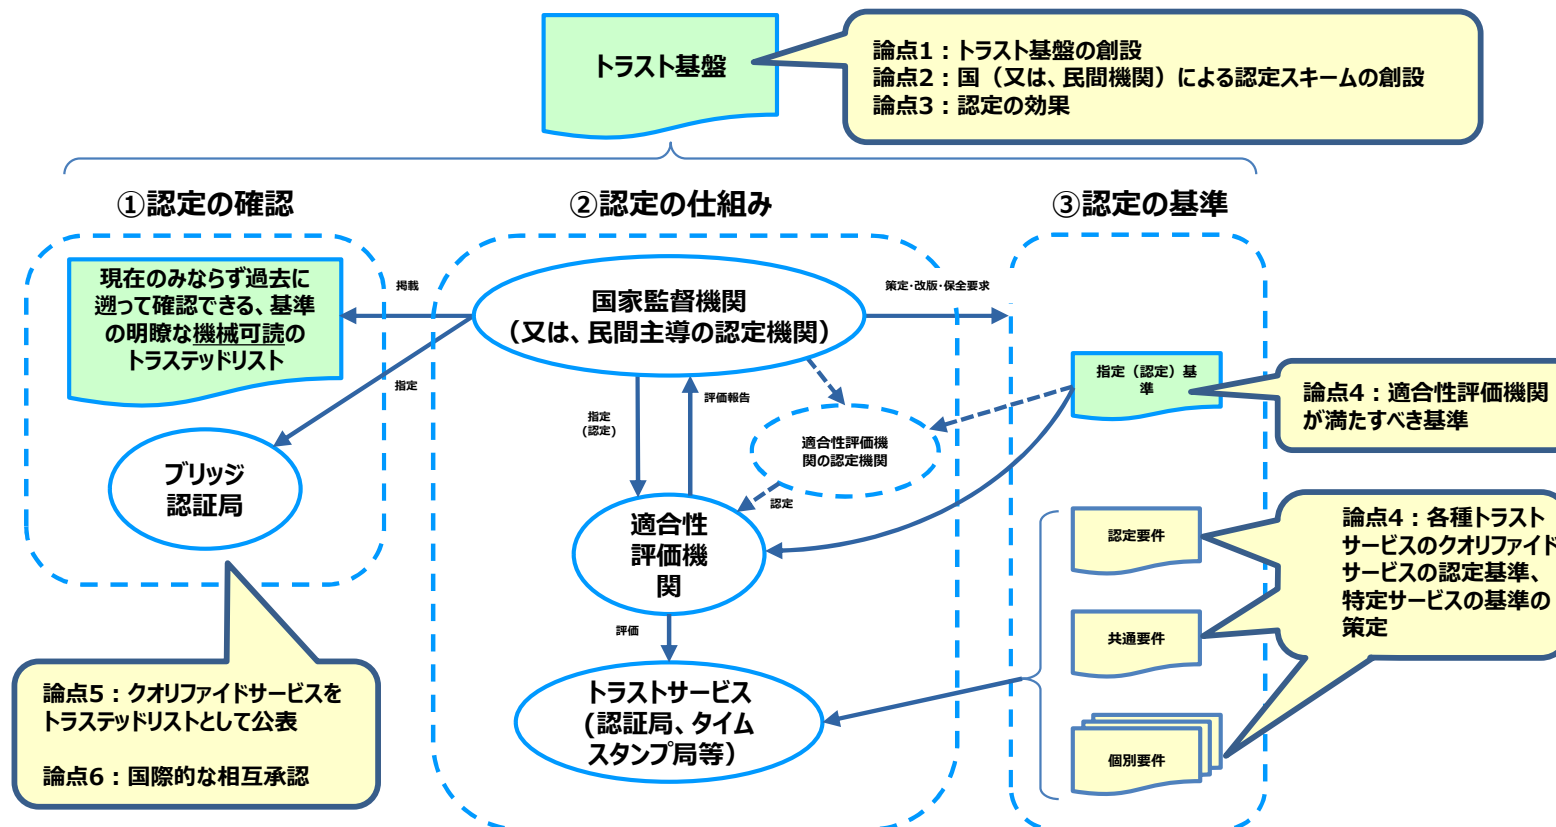 トラスト基盤
論点1：トラスト基盤の創設
論点2：国（又は、民間機関）による認定スキームの創設
論点3：認定の効果
①認定の確認
②認定の仕組み
③認定の基準
現在のみならず過去に
遡って確認できる、基準
の明瞭な機械可読の
トラステッドリスト
掲載
指定
ブリッジ
認証局
国家監督機関
（又は、民間主導の認定機関）
策定･改版･保全要求
指定
(認定)
評価報告
適合性評価機
関の認定機関
認定
適合性
評価機
関
評価
トラストサービス
(認証局、タイム
スタンプ局等）
指定（認定）基
準
論点4：適合性評価機関
が満たすべき基準
認定要件
共通要件
個別要件
論点4：各種トラスト
サービスのクオリファイド
サービスの認定基準、
特定サービスの基準の
策定
論点5：クオリファイドサービスを
トラステッドリストとして公表
論点6：国際的な相互承認